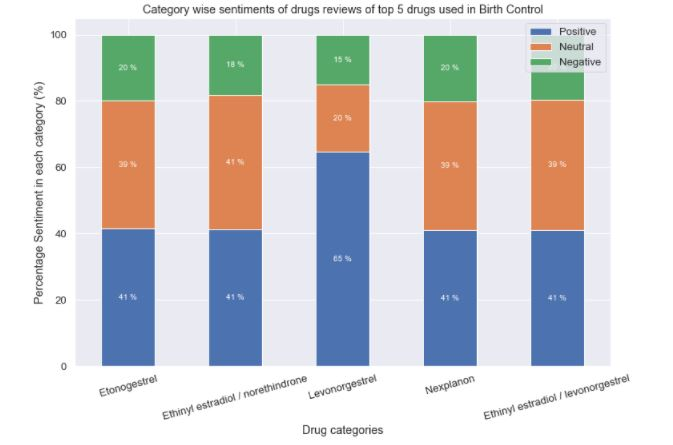 Category wise sentiments of drugs reviews of top 5 drugs used in Birth Control
Percentage Sentiment in each category (%)
100
80
60
40
20
0
Positive
Neutral
Negative
20 %
18 %
15 %
20 %
39 %
41 %
20 %
39 %
39 %
41 %
41 %
65 %
41 %
41 %
Etonogestrel
Ethinyl estradiol / norethindrone
Levonorgestrel
Nexplanon
Ethinyl estradiol / levonorgestrel
Drug categories